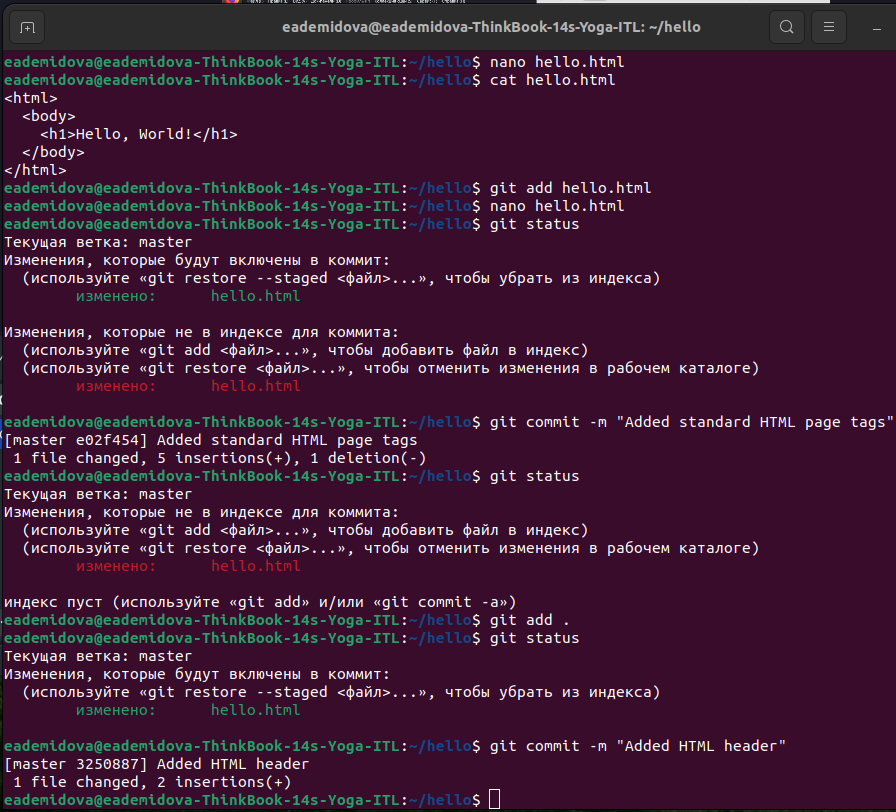 eademidova@eademidova-ThinkBook-14s-Yoga-ITL: ~/hello
eademidova@eademidova-ThinkBook-14s-Yoga-ITL:~/hello$ nano hello.html
eademidova@eademidova-ThinkBook-14s-Yoga-ITL:~/hello$ cat hello.html
<html>
  <body>
    <h1>Hello, World!</h1>
  </body>
</html>
eademidova@eademidova-ThinkBook-14s-Yoga-ITL:~/hello$ git add hello.html
eademidova@eademidova-ThinkBook-14s-Yoga-ITL:~/hello$ nano hello.html
eademidova@eademidova-ThinkBook-14s-Yoga-ITL:~/hello$ git status
Текущая ветка: master
Изменения, которые будут включены в коммит:
  (используйте «git restore --staged <файл>...», чтобы убрать из индекса)
        изменено:      hello.html

Изменения, которые не в индексе для коммита:
  (используйте «git add <файл>...», чтобы добавить файл в индекс)
  (используйте «git restore <файл>...», чтобы отменить изменения в рабочем каталоге)
        изменено:      hello.html

eademidova@eademidova-ThinkBook-14s-Yoga-ITL:~/hello$ git commit -m "Added standard HTML page tags"
[master e02f454] Added standard HTML page tags
 1 file changed, 5 insertions(+), 1 deletion(-)
eademidova@eademidova-ThinkBook-14s-Yoga-ITL:~/hello$ git status
Текущая ветка: master
Изменения, которые не в индексе для коммита:
  (используйте «git add <файл>...», чтобы добавить файл в индекс)
  (используйте «git restore <файл>...», чтобы отменить изменения в рабочем каталоге)
        изменено:      hello.html

индекс пуст (используйте «git add» и/или «git commit -a»)
eademidova@eademidova-ThinkBook-14s-Yoga-ITL:~/hello$ git add .
eademidova@eademidova-ThinkBook-14s-Yoga-ITL:~/hello$ git status
Текущая ветка: master
Изменения, которые будут включены в коммит:
  (используйте «git restore --staged <файл>...», чтобы убрать из индекса)
        изменено:      hello.html

eademidova@eademidova-ThinkBook-14s-Yoga-ITL:~/hello$ git commit -m "Added HTML header"
[master 3250887] Added HTML header
 1 file changed, 2 insertions(+)
eademidova@eademidova-ThinkBook-14s-Yoga-ITL:~/hello$